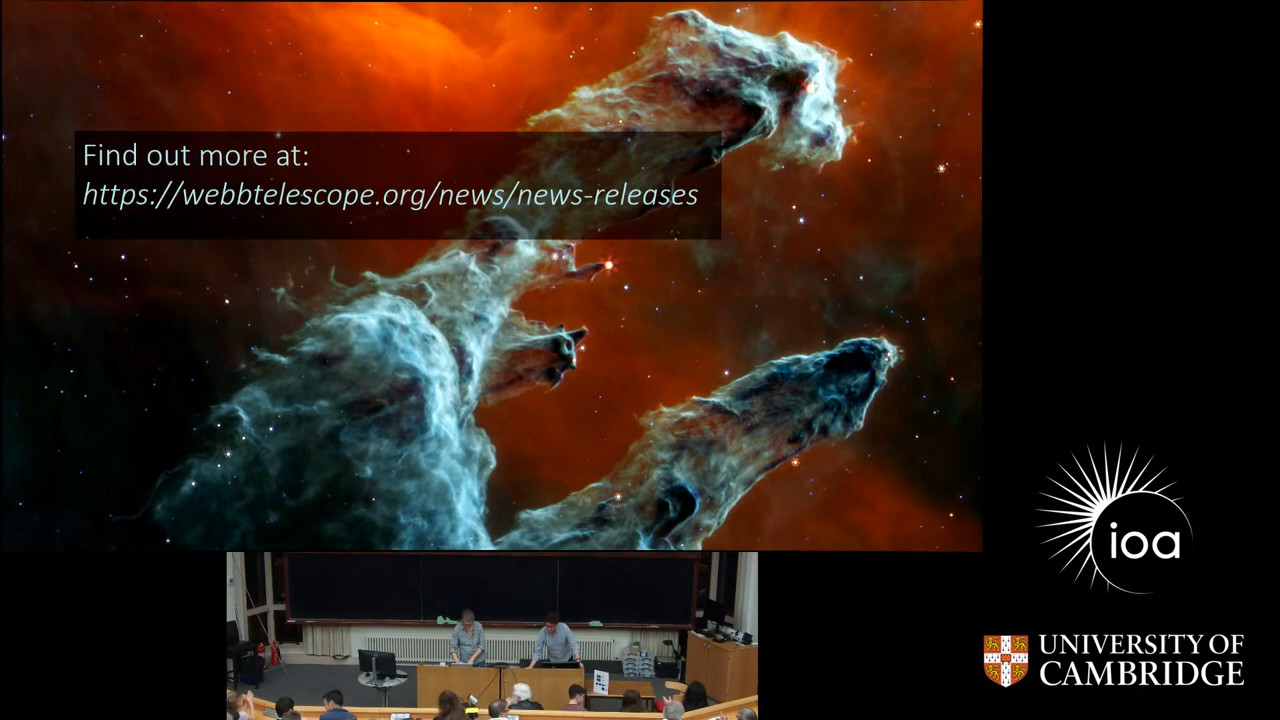 Find out more at:
https://webbtelescope.org/news/news-releases
ioa
UNIVERSITY OF
CAMBRIDGE